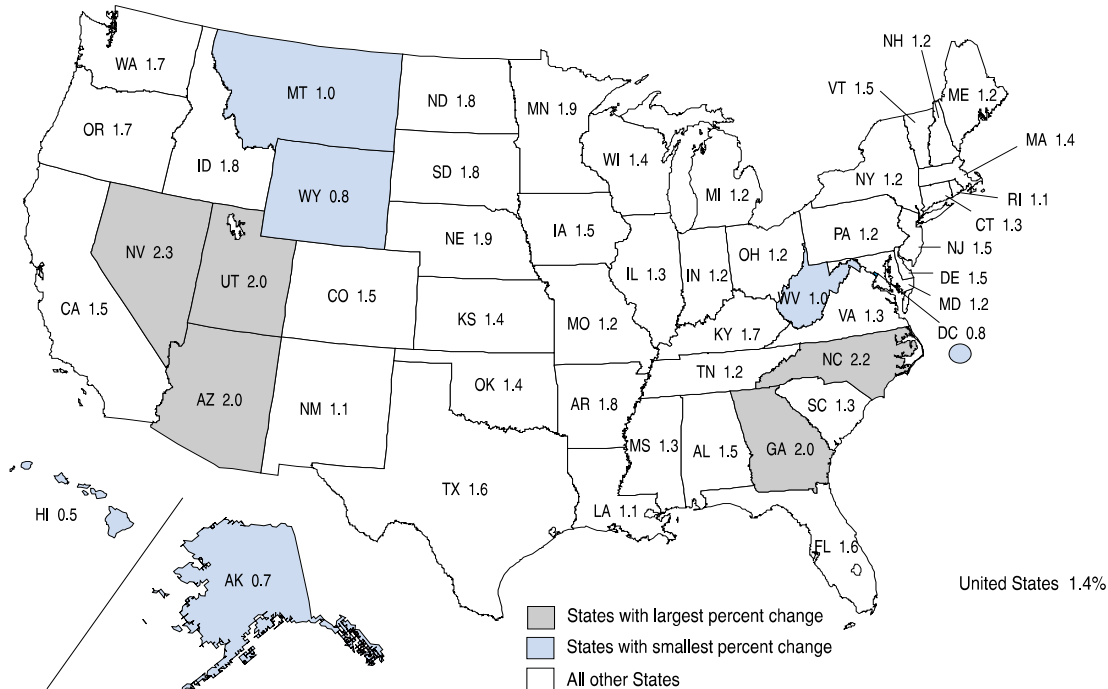 NH 1.2
WA 1.7
VT 1.5
ME 1.2
MT 1.0
ND 1.8
MN 1.9
OR 1.7
MA 1.4
WI 1.4
ID 1.8
SD 1.8
NY 1.2
MI 1.2
WY 0.8
RI 1.1
CT 1.3
NE 1.9
IA 1.5
PA 1.2
NJ 1.5
NV 2.3
OH 1.2
UT 2.0
IL 1.3
IN 1.2
DE 1.5
CO 1.5
WV 1.0
MD 1.2
CA 1.5
KS 1.4
MO 1.2
VA 1.3
KY 1.7
DC 0.8
NC 2.2
TN 1.2
OK 1.4
AZ 2.0
NM 1.1
AR 1.8
SC 1.3
MS 1.3
AL 1.5
GA 2.0
TX 1.6
LA 1.1
HI 0.5
FL 1.6
AK 0.7
United States 1.4%
States with largest percent change
States with smallest percent change
All other States